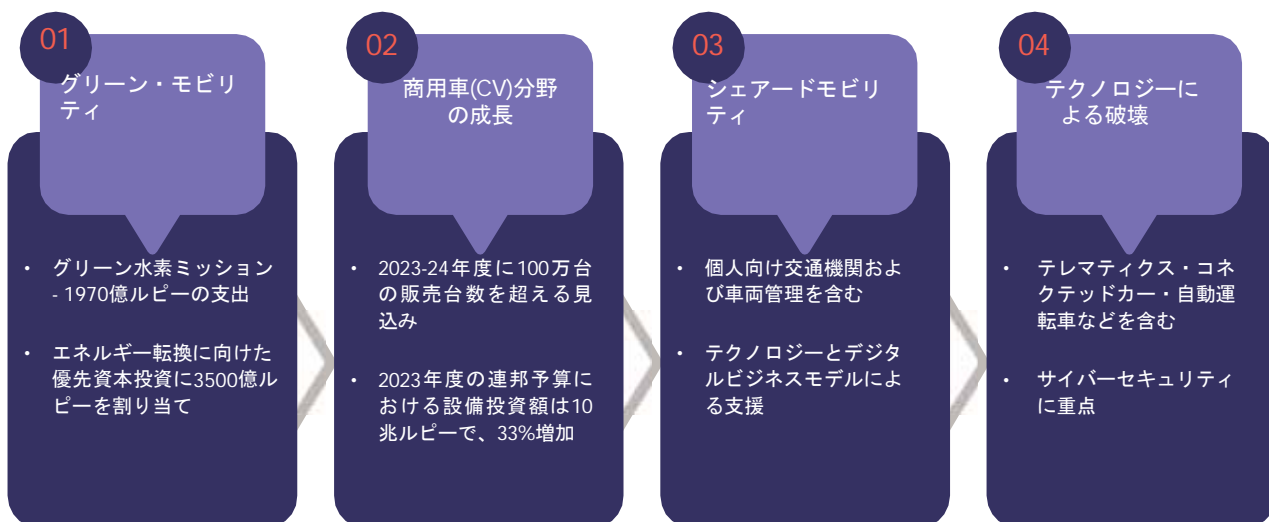 01
グリーン・モビリ
ティ
• グリーン水素ミッション
- 1970億ルピーの支出
• エネルギー転換に向けた
優先資本投資に3500億ル
ピーを割り当て
02
商用車(CV)分野
の成長
• 2023-24年度に100万台
の販売台数を超える見
込み
• 2023年度の連邦予算に
おける設備投資額は10
兆ルピーで、33%増加
03
シェアードモビリ
ティ
• 個人向け交通機関およ
び車両管理を含む
• テクノロジーとデジタ
ルビジネスモデルによ
る支援
04
テクノロジーに
よる破壊
• テレマティクス・コネ
クテッドカー・自動運
転車などを含む
• サイバーセキュリティ
に重点